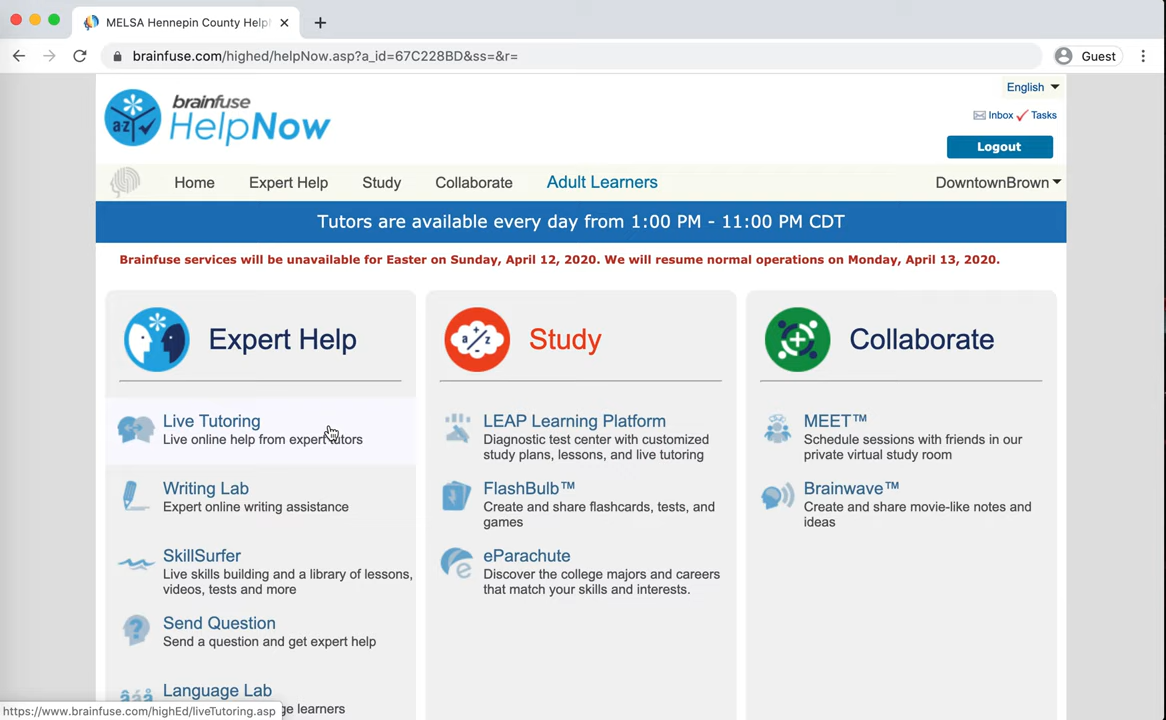 MELSA Hennepin County Help
brainfuse.com/highed/helpNow.asp?a_id=67C228BD&ss=&r=
Guest
English
brainfuse
HelpNow
a-z
Inbox Tasks
Logout
Home Expert Help Study Collaborate Adult Learners DowntownBrown
Tutors are available every day from 1:00 PM - 11:00 PM CDT
Brainfuse services will be unavailable for Easter on Sunday, April 12, 2020. We will resume normal operations on Monday, April 13, 2020.
Expert Help
Live Tutoring
Live online help from expert tutors
Writing Lab
Expert online writing assistance
SkillSurfer
Live skills building and a library of lessons,
videos, tests and more
Send Question
Send a question and get expert help
Language Lab
ge learners
a/z
Study
LEAP Learning Platform
Diagnostic test center with customized
study plans, lessons, and live tutoring
FlashBulb™
Create and share flashcards, tests, and
games
eParachute
Discover the college majors and careers
that match your skills and interests.
Collaborate
MEET™
Schedule sessions with friends in our
private virtual study room
Brainwave™
Create and share movie-like notes and
ideas
https://www.brainfuse.com/highEd/liveTutoring.asp